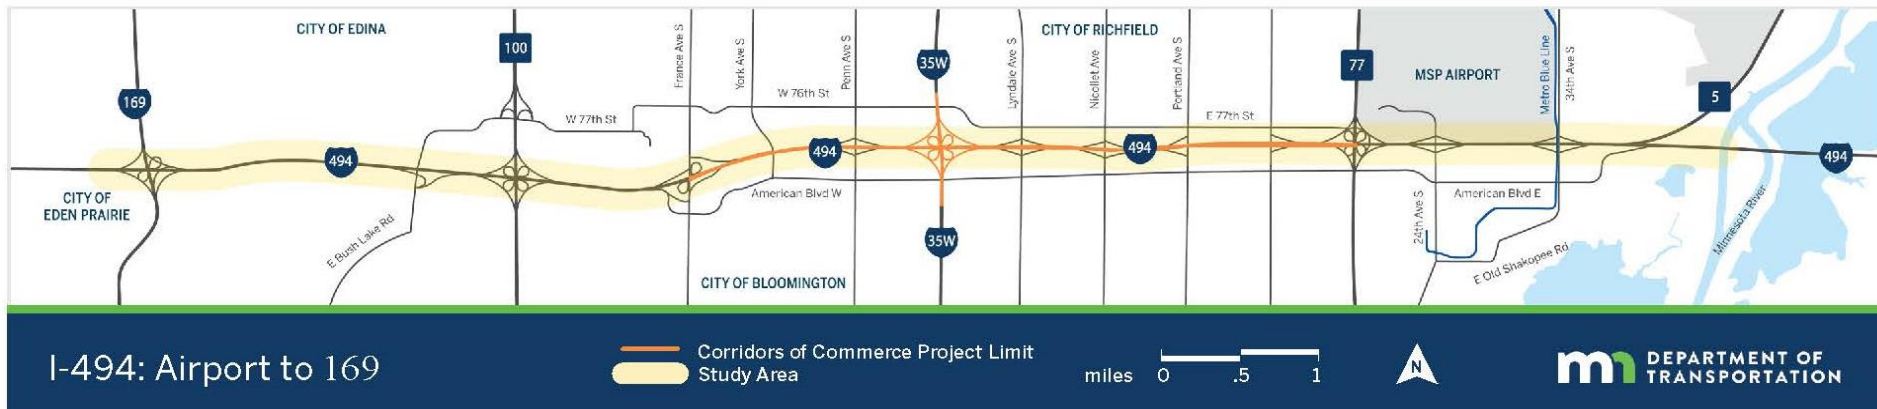 CITY OF EDINA
CITY OF RICHFIELD
100
France Ave S
York Ave S
Penn Ave S
35W
Lyndale Ave S
Nicollet Ave
Portland Ave S
77
MSP AIRPORT
Metro Blue Line
34th Ave S
5
169
W 76th St
W 77th St
E 77th St
494
494
494
494
CITY OF
EDEN PRAIRIE
E Bush Lake Rd
American Blvd W
35W
American Blvd E
24th Ave S
E Old Shakopee Rd
Minnesota River
CITY OF BLOOMINGTON
I-494: Airport to 169
Corridors of Commerce Project Limit
Study Area
miles 0 .5 1
N
mn DEPARTMENT OF
TRANSPORTATION